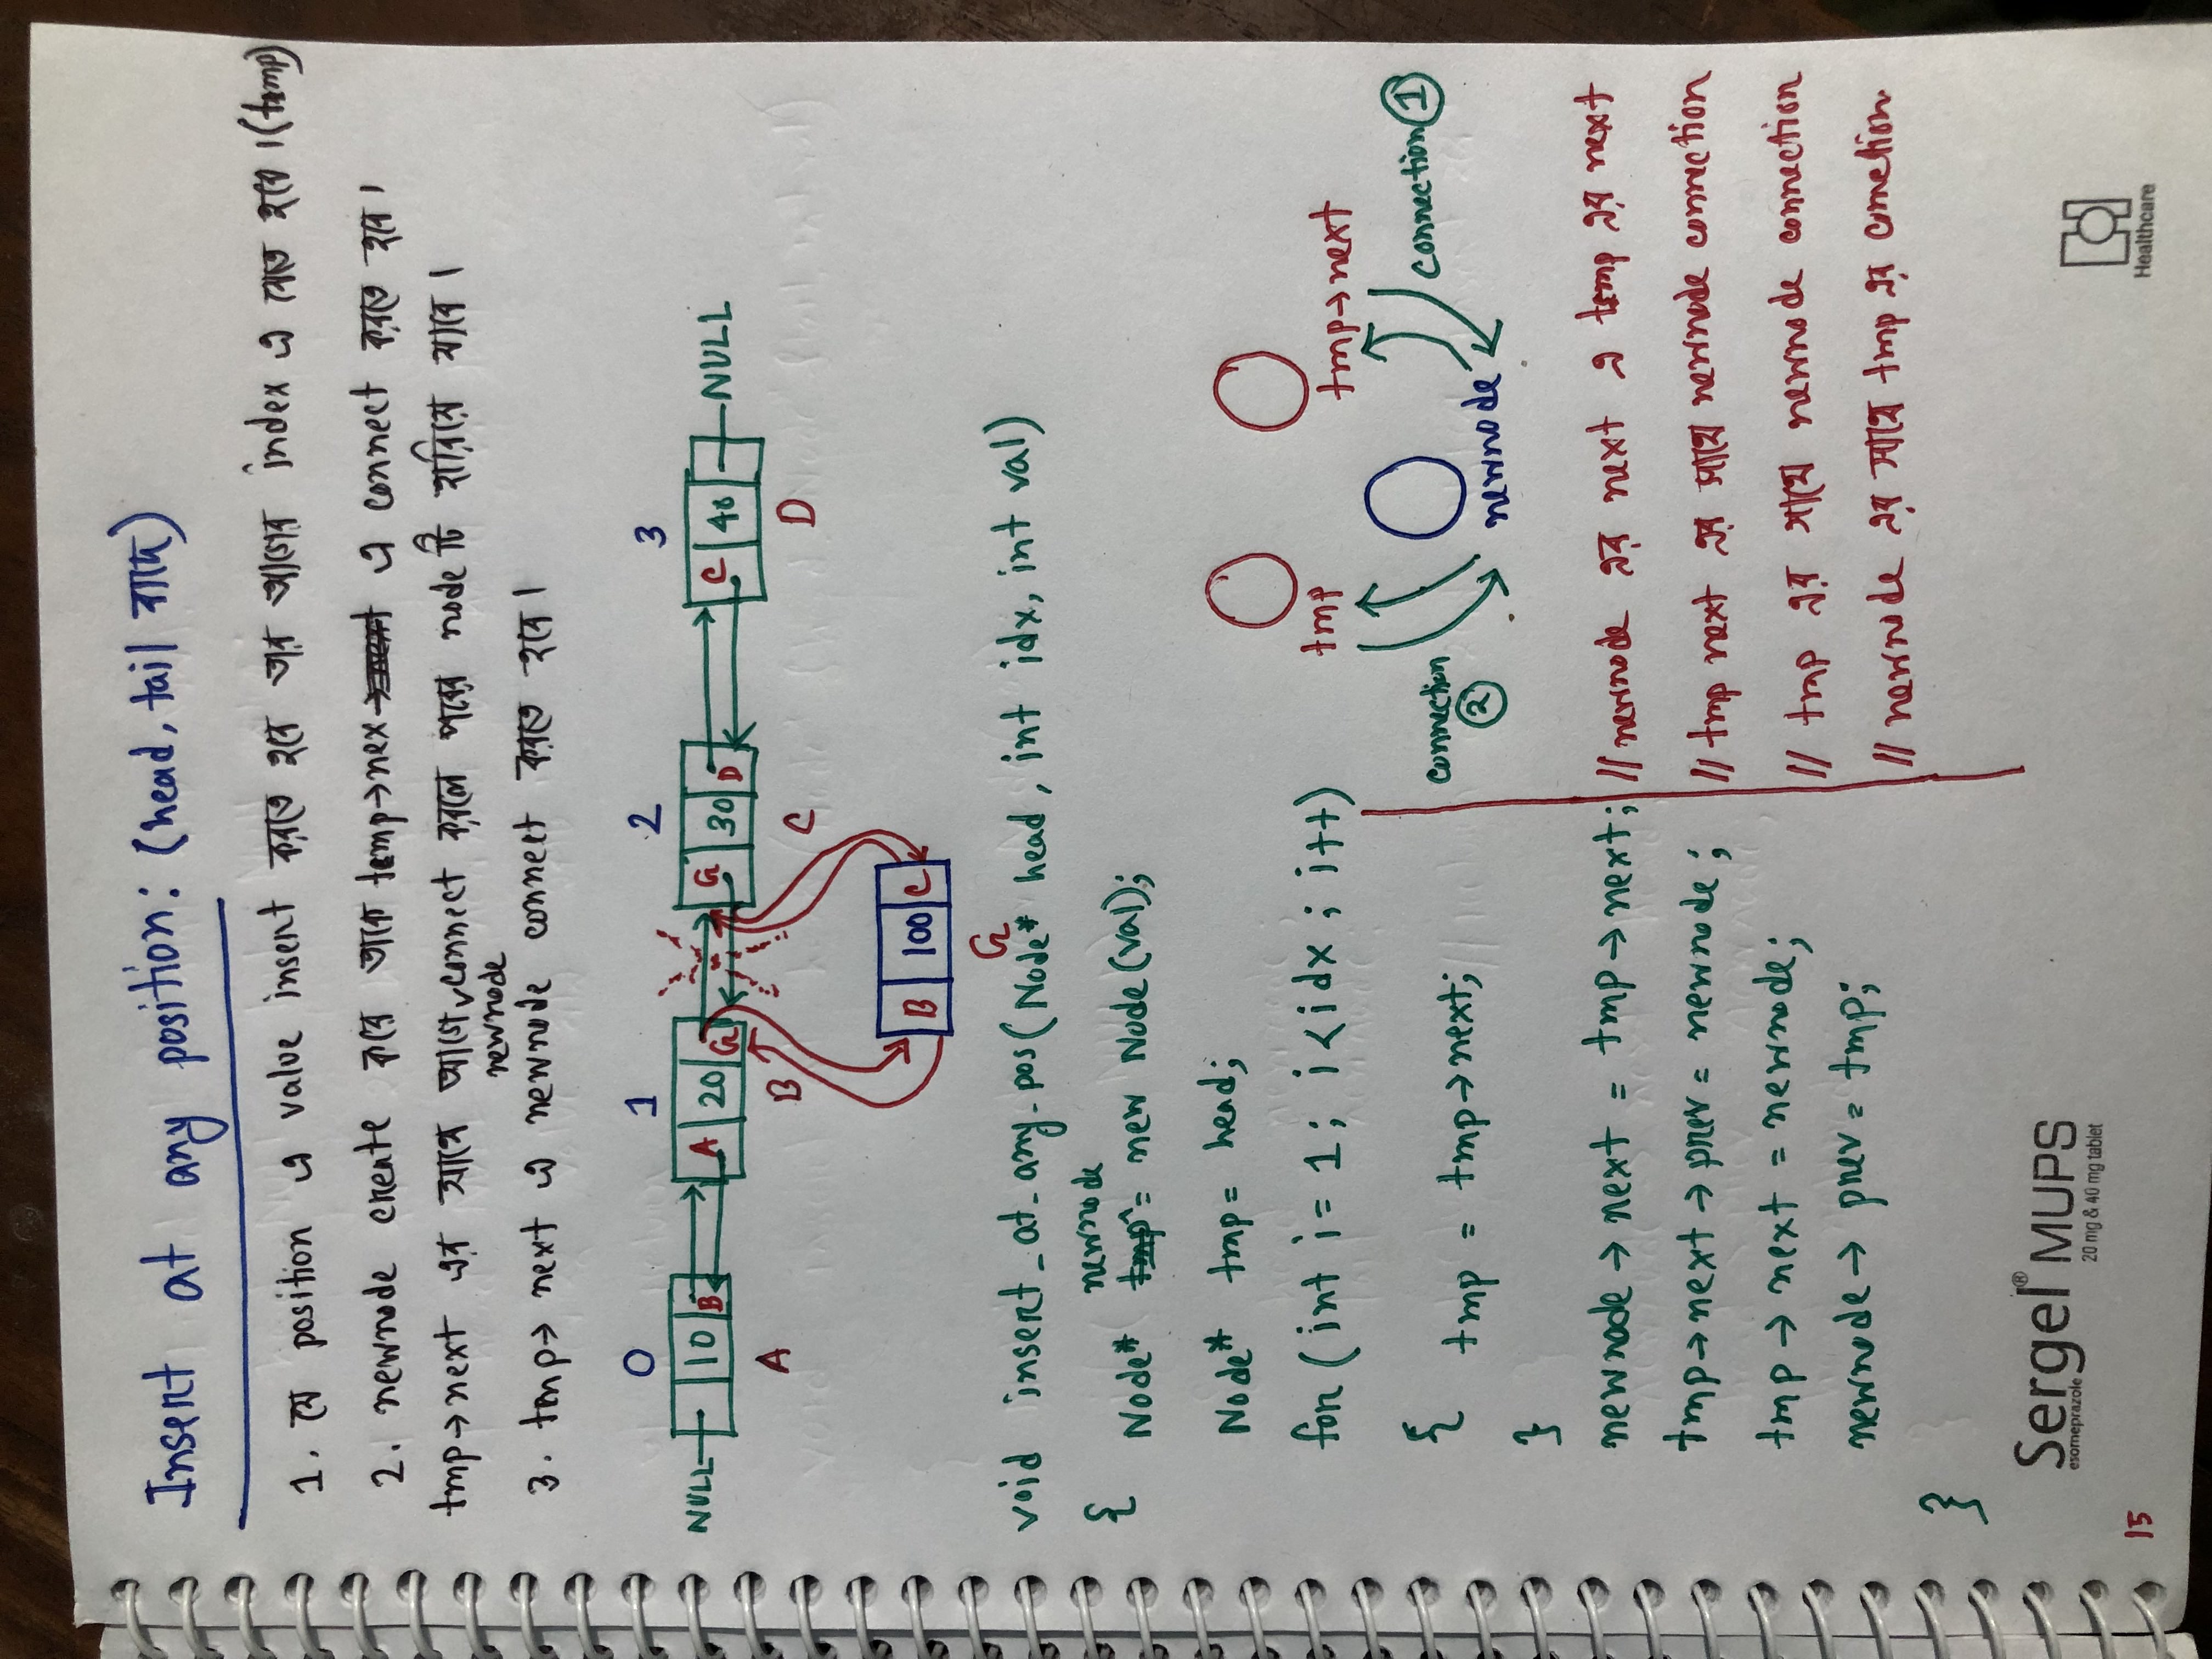 Insert at any position: (head, tail বাদে)
1. যে position এ value insert করতে হবে তার আগের index এ যেতে হবে। (tmp)
2. newnode create করে তাকে temp→nex এ connect করতে হবে।
tmp→next এর সাথে আগে connect করলে পরের node টি হারিয়ে যাবে।
newnode
3. tmp→ next এ newnode connect করতে হবে।
0 1 2 3
NULL 10 B A 20 G G 30 D C 40 NULL
A B C D
B 100 C
G
void insert_at_any_pos(Node* head, int idx, int val)
{
newnode
Node* tmp = new Node(val);
Node* tmp = head;
for (int i = 1; i < idx ; i++)
tmp tmp→next
{ tmp = tmp→next;
connection ② newnode connection ①
}
newnode → next = tmp → next; // newnode এর next এ temp এর next
tmp→next → prev = newnode ; // tmp next এর সাথে newnode connection
tmp → next = newnode; // tmp এর সাথে newnode connection
newnode → prev = tmp; // newnode এর সাথে tmp এর connetion
}
Sergel® MUPS
esomeprazole
20 mg & 40 mg tablet
Healthcare
15